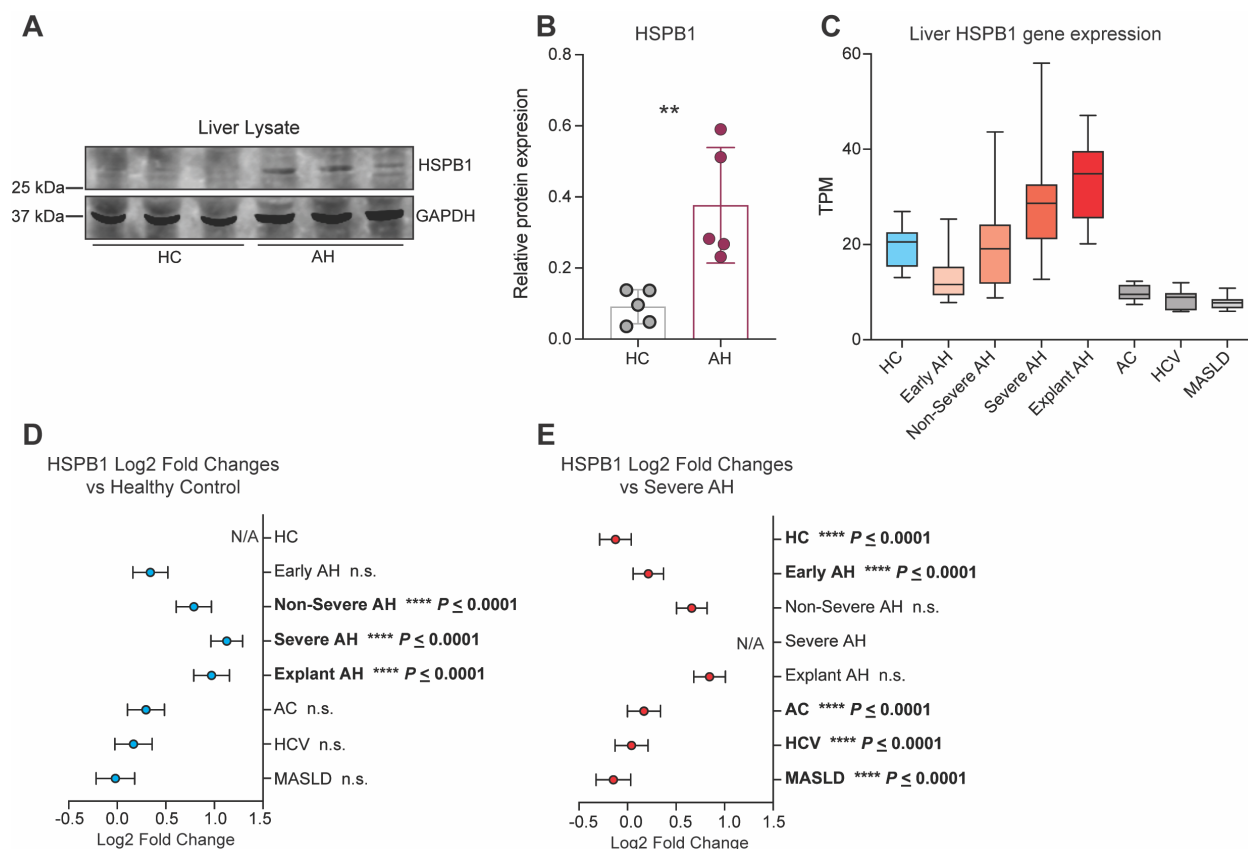 A
Liver Lysate
HSPB1
25 kDa
37 kDa
GAPDH
HC
AH
B
HSPB1
Relative protein expresion
0.8
0.6
0.4
0.2
0.0
**
HC
AH
C
Liver HSPB1 gene expression
TPM
60
40
20
0
HC
Early AH
Non-Severe AH
Severe AH
Explant AH
AC
HCV
MASLD
D
HSPB1 Log2 Fold Changes
vs Healthy Control
N/A HC
Early AH n.s.
Non-Severe AH **** P ≤ 0.0001
Severe AH **** P ≤ 0.0001
Explant AH **** P ≤ 0.0001
AC n.s.
HCV n.s.
MASLD n.s.
-0.5 0.0 0.5 1.0 1.5
Log2 Fold Change
E
HSPB1 Log2 Fold Changes
vs Severe AH
HC **** P ≤ 0.0001
Early AH **** P ≤ 0.0001
Non-Severe AH n.s.
N/A Severe AH
Explant AH n.s.
AC **** P ≤ 0.0001
HCV **** P ≤ 0.0001
MASLD **** P ≤ 0.0001
-0.5 0.0 0.5 1.0 1.5
Log2 Fold Change